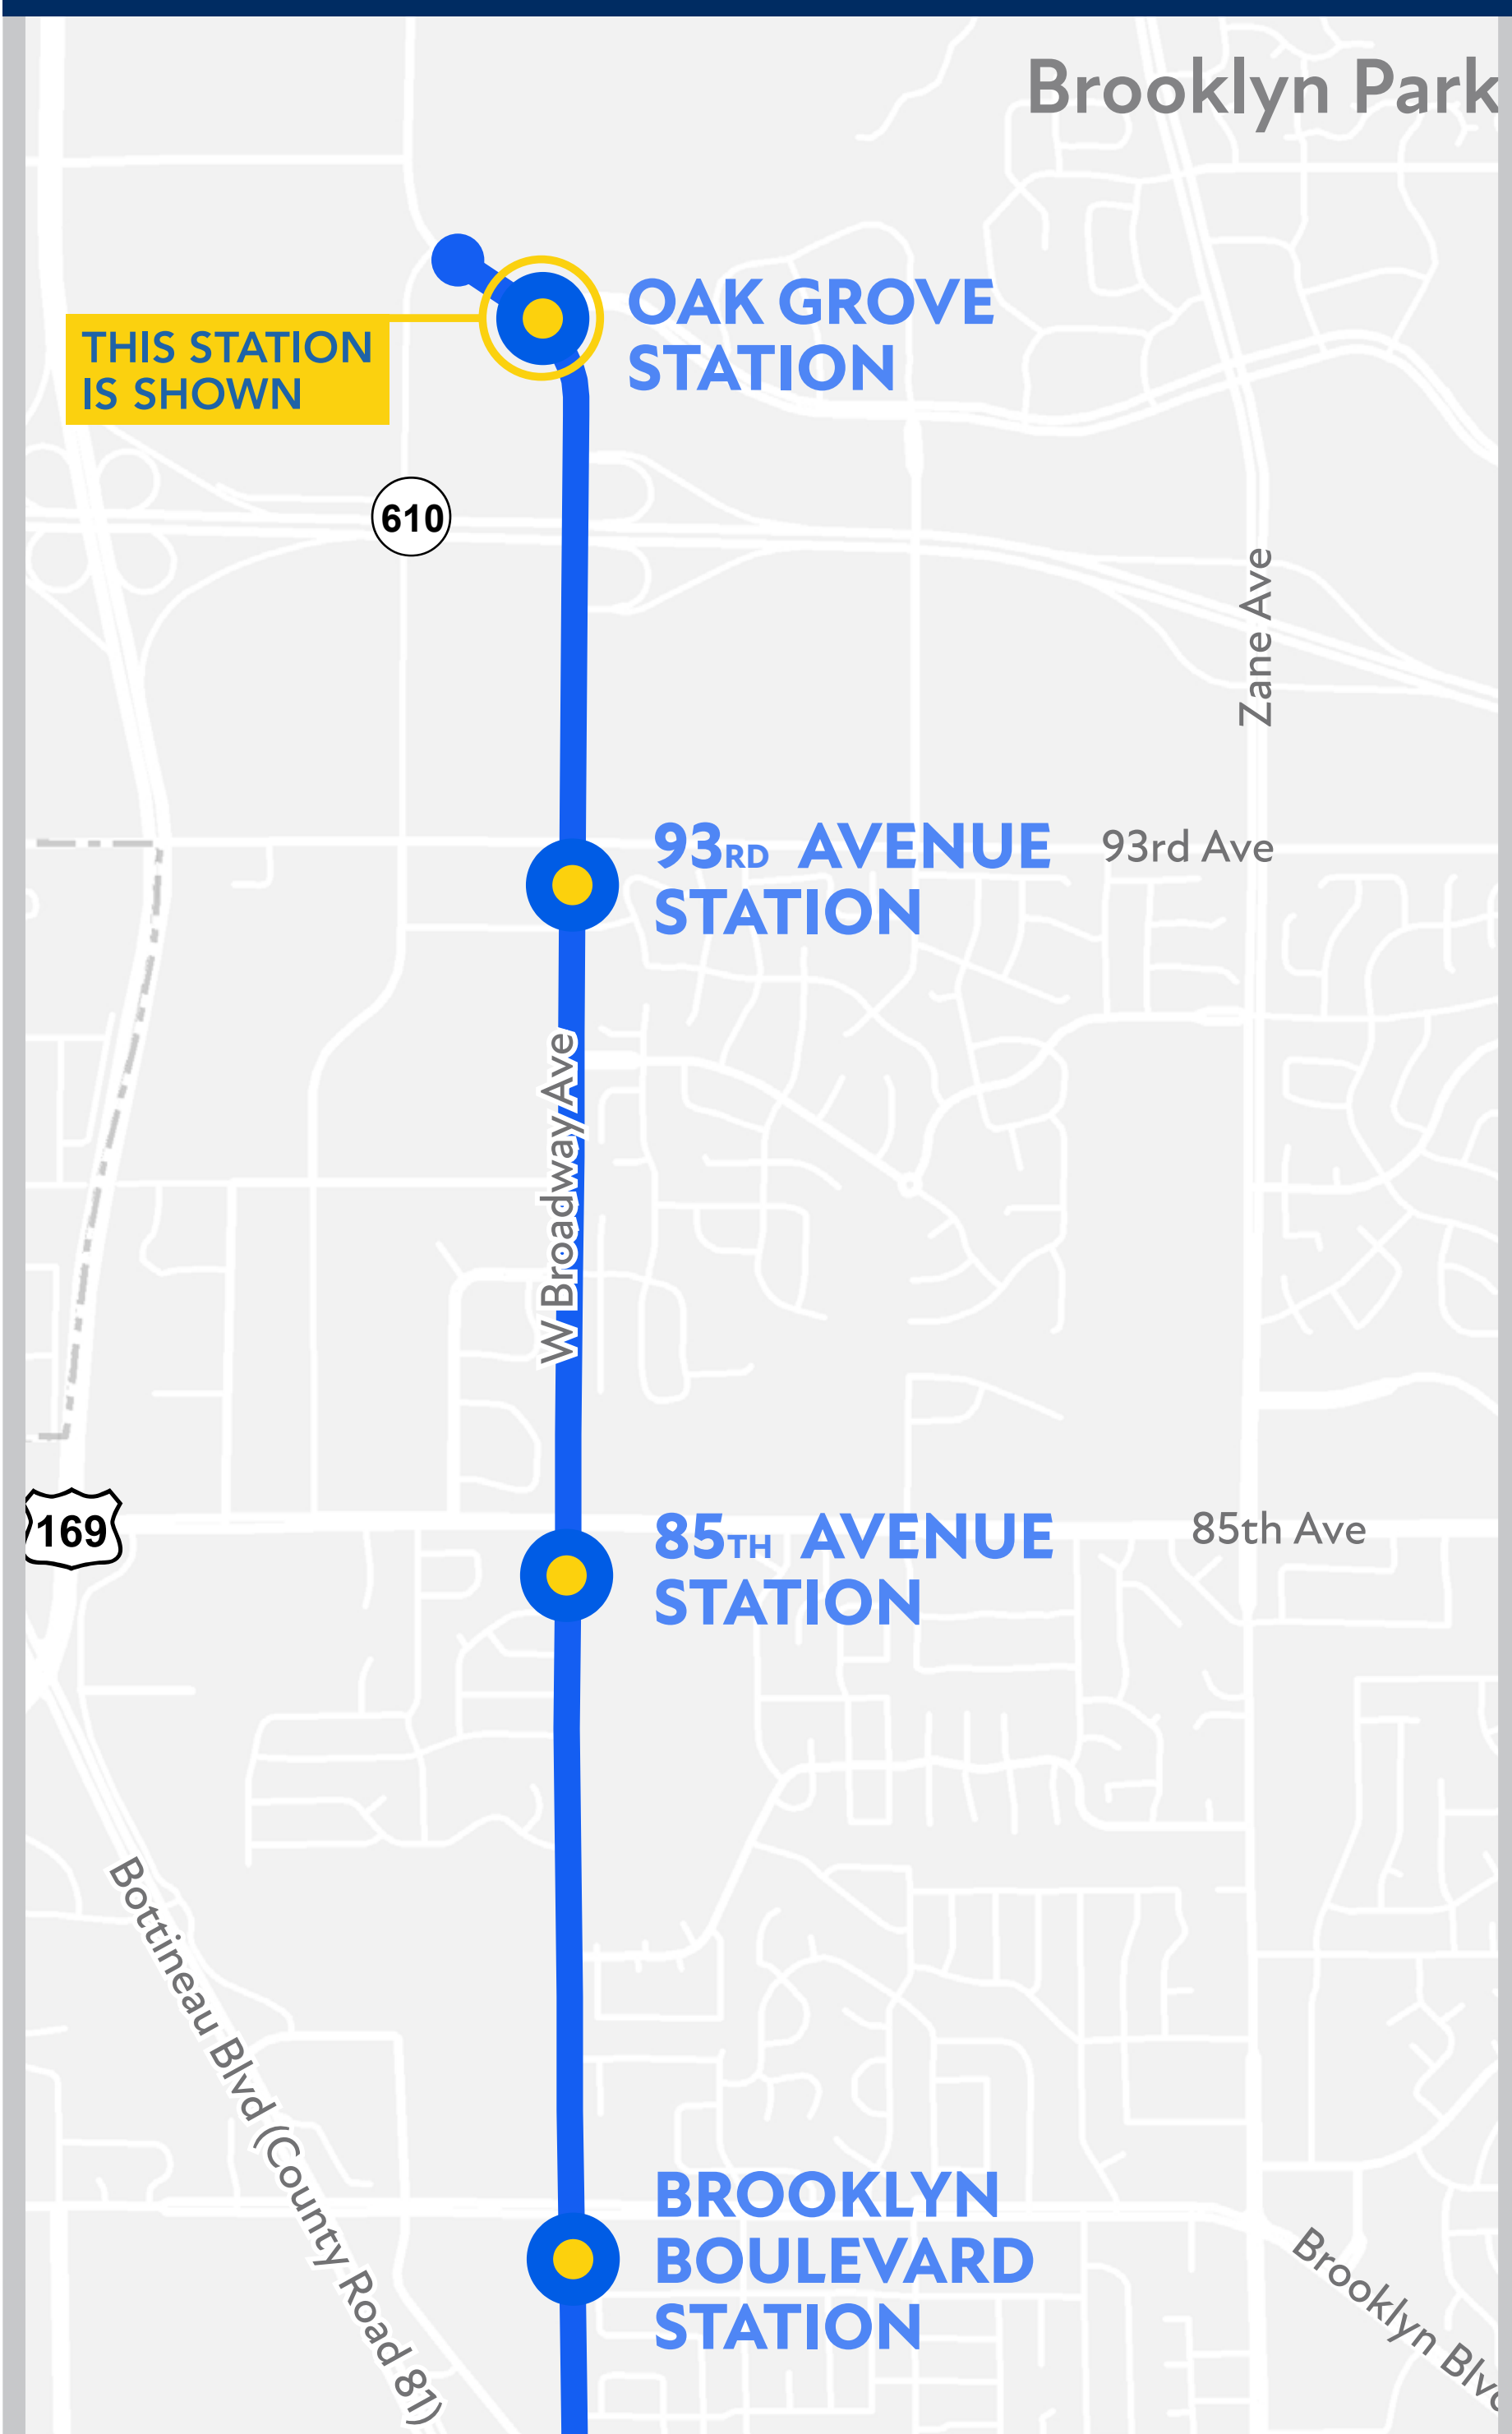 Brooklyn Park
OAK GROVE
STATION
THIS STATION
IS SHOWN
610
Zane Ave
93RD AVENUE
STATION
93rd Ave
W Broadway Ave
85TH AVENUE
STATION
85th Ave
169
Bottineau Blvd (County Road 81)
BROOKLYN
BOULEVARD
STATION
Brooklyn Blvd